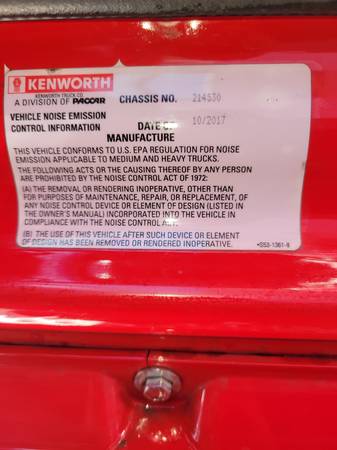 KENWORTH
KENWORTH TRUCK CO.
A DIVISION OF PACCAR
CHASSIS NO. 214530
VEHICLE NOISE EMISSION
CONTROL INFORMATION
DATE OF 10/2017
MANUFACTURE
THIS VEHICLE CONFORMS TO U.S. EPA REGULATION FOR NOISE
EMISSION APPLICABLE TO MEDIUM AND HEAVY TRUCKS.
THE FOLLOWING ACTS OR THE CAUSING THEREOF BY ANY PERSON
ARE PROHIBITED BY THE NOISE CONTROL ACT OF 1972:
(A) THE REMOVAL OR RENDERING INOPERATIVE, OTHER THAN
FOR PURPOSES OF MAINTENANCE, REPAIR, OR REPLACEMENT, OF
ANY NOISE CONTROL DEVICE OR ELEMENT OF DESIGN (LISTED IN
THE OWNER'S MANUAL) INCORPORATED INTO THE VEHICLE IN
COMPLIANCE WITH THE NOISE CONTROL ACT.
(B) THE USE OF THIS VEHICLE AFTER SUCH DEVICE OR ELEMENT
OF DESIGN HAS BEEN REMOVED OR RENDERED INOPERATIVE.